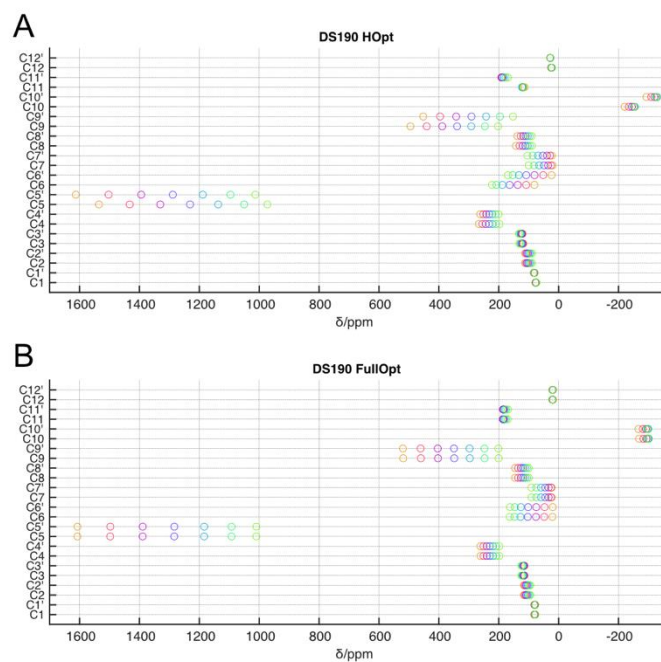 A
DS190 HOpt
C12'
C12
C11'
C11
C10'
C10
C9'
C9
C8'
C8
C7'
C7
C6'
C6
C5'
C5
C4'
C4
C3'
C3
C2'
C2
C1'
C1
1600 1400 1200 1000 800 600 400 200 0 -200
δ/ppm
B
DS190 FullOpt
C12'
C12
C11'
C11
C10'
C10
C9'
C9
C8'
C8
C7'
C7
C6'
C6
C5'
C5
C4'
C4
C3'
C3
C2'
C2
C1'
C1
1600 1400 1200 1000 800 600 400 200 0 -200
δ/ppm